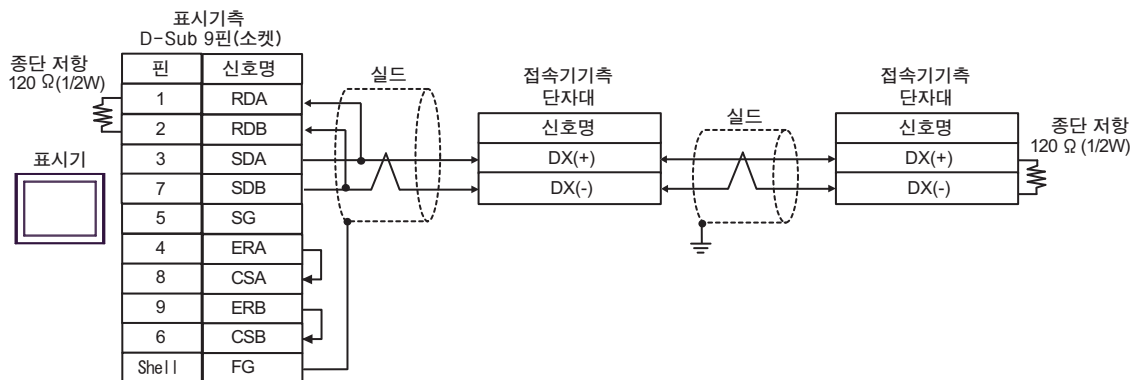 표시기측
D-Sub 9핀(소켓)
종단 저항
120 Ω(1/2W)
핀 신호명
1 RDA
2 RDB
3 SDA
7 SDB
5 SG
4 ERA
8 CSA
9 ERB
6 CSB
Shell FG
표시기
실드
접속기기측
단자대
신호명
DX(+)
DX(-)
실드
접속기기측
단자대
신호명
DX(+)
DX(-)
종단 저항
120 Ω (1/2W)